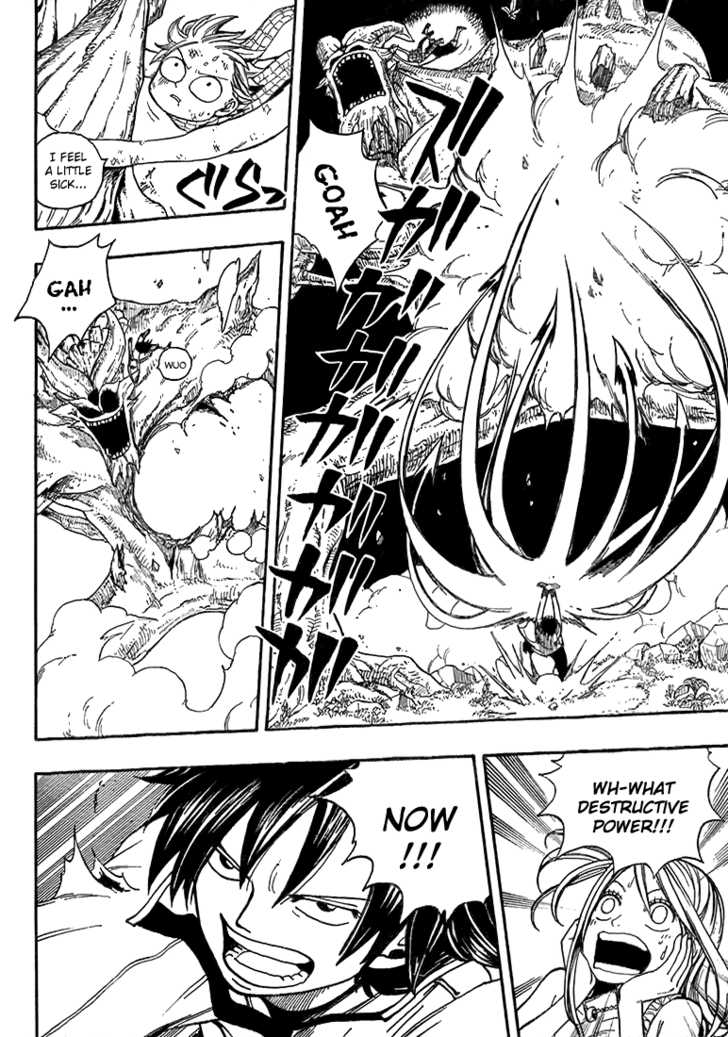 GOAH
ズガガガガガガガ
I FEEL
A LITTLE
SICK...
ぐらっ
GAH
...
WUO
WH-WHAT
DESTRUCTIVE
POWER!!!
NOW
!!!